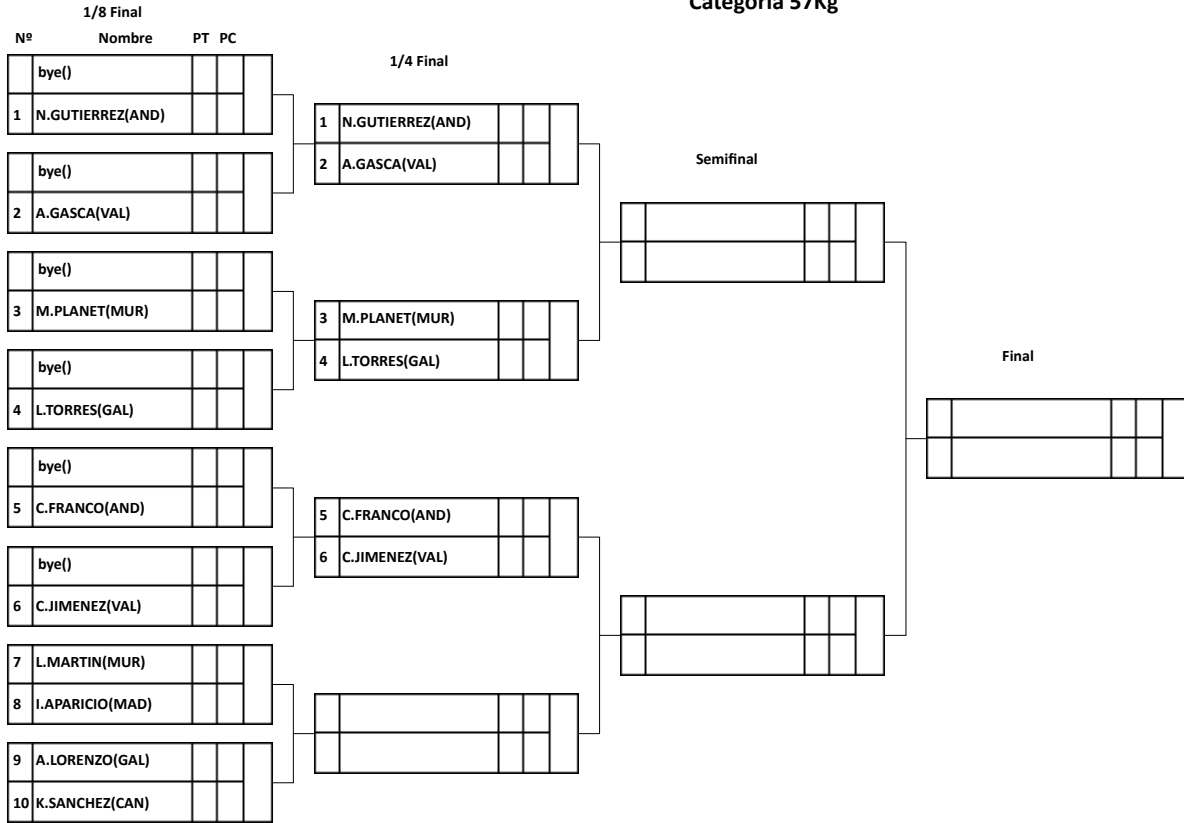 Categoria 57Kg
1/8 Final
Nº Nombre PT PC
bye()
1 N.GUTIERREZ(AND)
bye()
2 A.GASCA(VAL)
bye()
3 M.PLANET(MUR)
bye()
4 L.TORRES(GAL)
bye()
5 C.FRANCO(AND)
bye()
6 C.JIMENEZ(VAL)
7 L.MARTIN(MUR)
8 I.APARICIO(MAD)
9 A.LORENZO(GAL)
10 K.SANCHEZ(CAN)
1/4 Final
1 N.GUTIERREZ(AND)
2 A.GASCA(VAL)
3 M.PLANET(MUR)
4 L.TORRES(GAL)
5 C.FRANCO(AND)
6 C.JIMENEZ(VAL)
Semifinal
Final